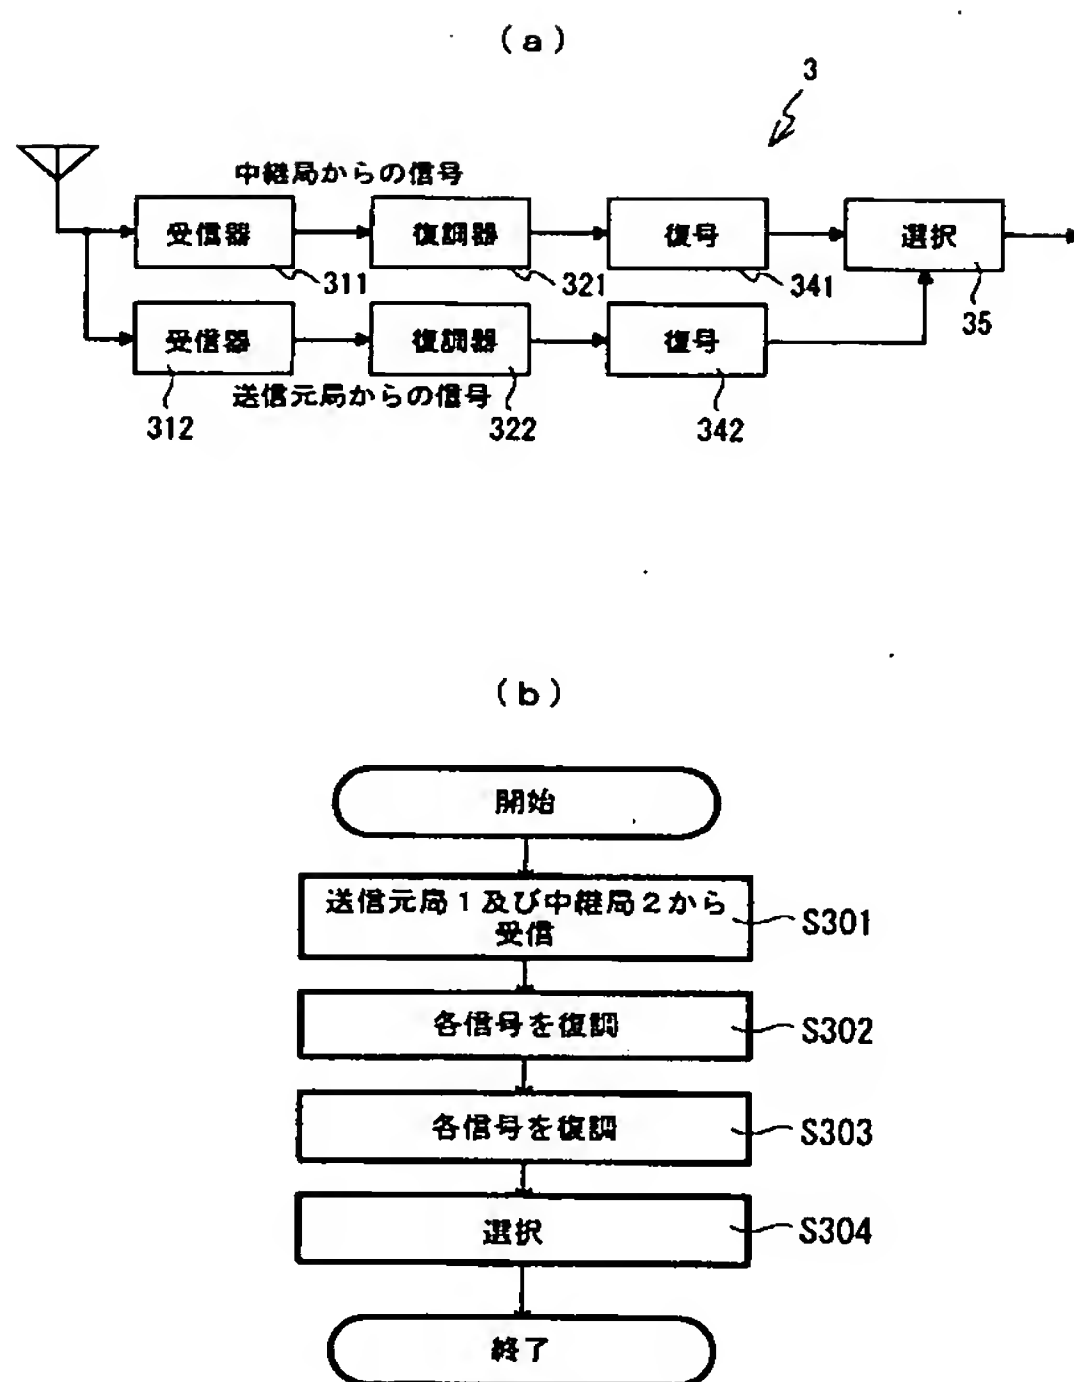 (a)
3
中継局からの信号
受信器
復調器
復号
選択
311
321
341
35
受信器
復調器
復号
送信元局からの信号
312
322
342
(b)
開始
送信元局1及び中継局2から
受信
S301
各信号を復調
S302
各信号を復調
S303
選択
S304
終了